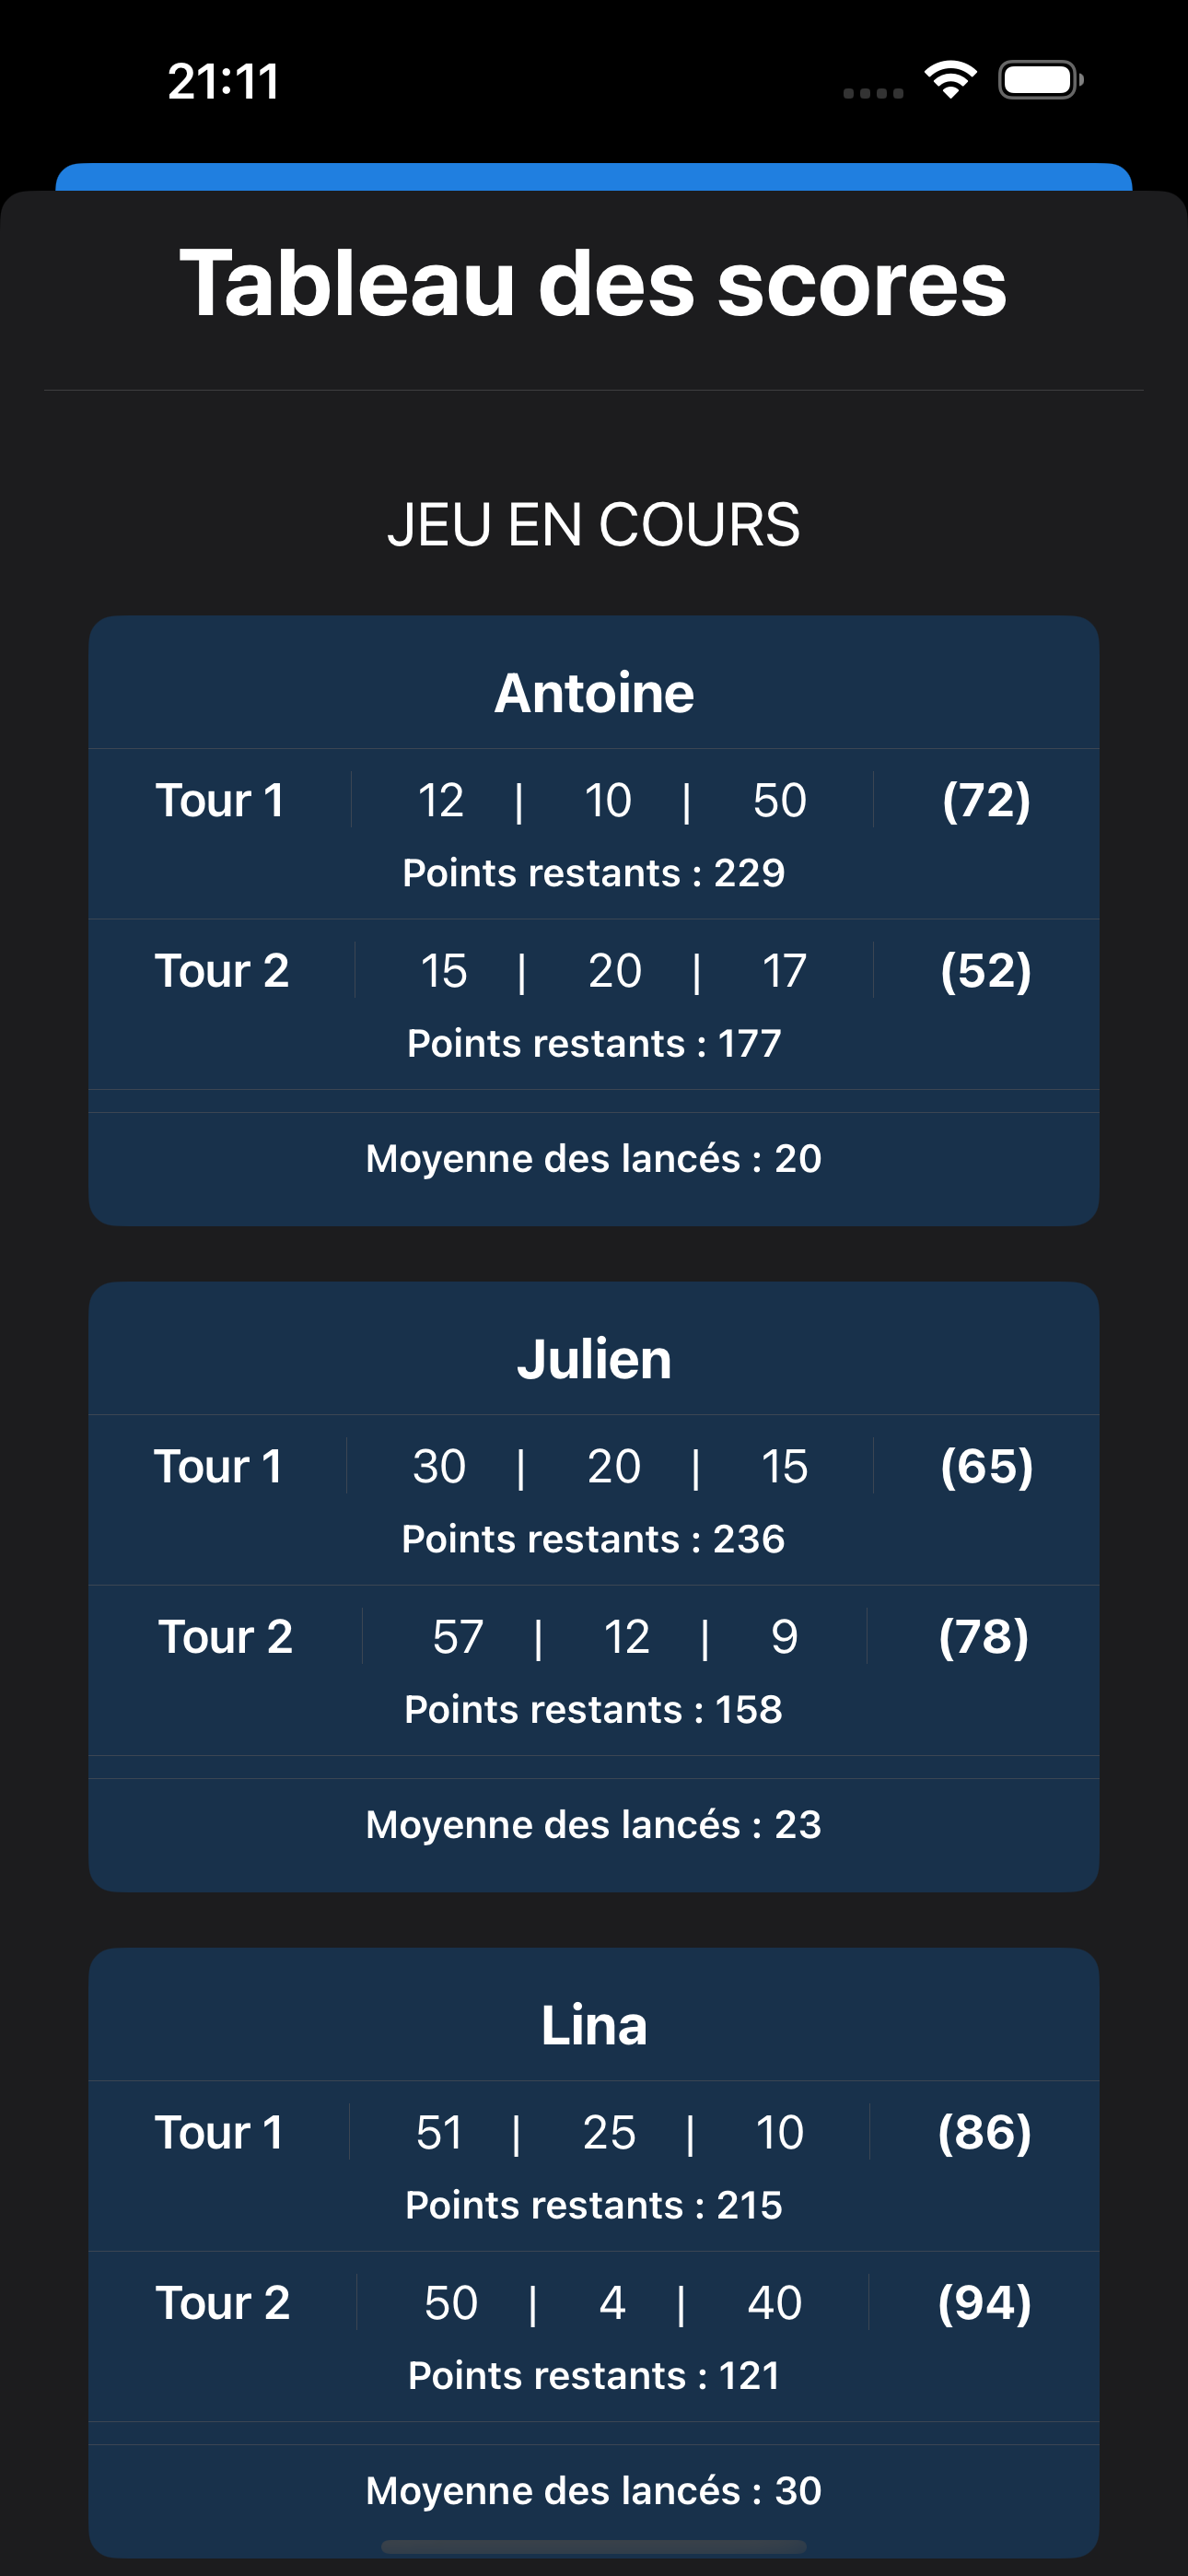 21:11
Tableau des scores
JEU EN COURS
Antoine
Tour 1 12 | 10 | 50 (72)
Points restants : 229
Tour 2 15 | 20 | 17 (52)
Points restants : 177
Moyenne des lancés : 20
Julien
Tour 1 30 | 20 | 15 (65)
Points restants : 236
Tour 2 57 | 12 | 9 (78)
Points restants : 158
Moyenne des lancés : 23
Lina
Tour 1 51 | 25 | 10 (86)
Points restants : 215
Tour 2 50 | 4 | 40 (94)
Points restants : 121
Moyenne des lancés : 30